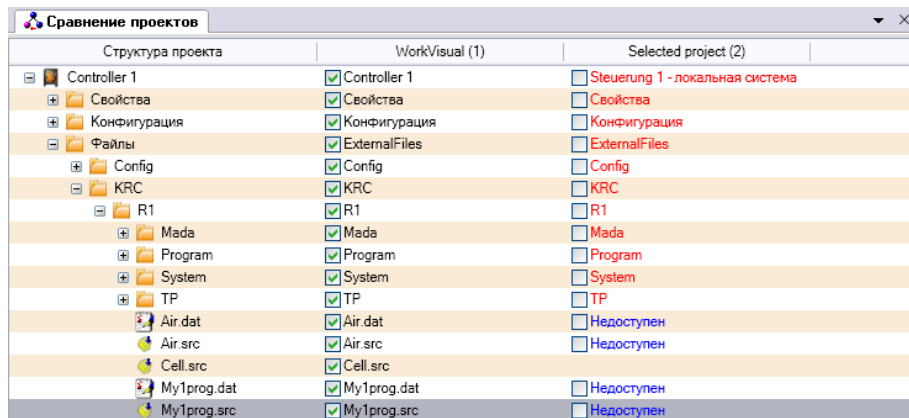 Сравнение проектов
Структура проекта WorkVisual (1) Selected project (2)
Controller 1 Controller 1 Steuerung 1 - локальная система
Свойства Свойства Свойства
Конфигурация Конфигурация Конфигурация
Файлы ExternalFiles ExternalFiles
Config Config Config
KRC KRC KRC
R1 R1 R1
Mada Mada Mada
Program Program Program
System System System
TP TP TP
Air.dat Air.dat Недоступен
Air.src Air.src Недоступен
Cell.src Cell.src
My1prog.dat My1prog.dat Недоступен
My1prog.src My1prog.src Недоступен